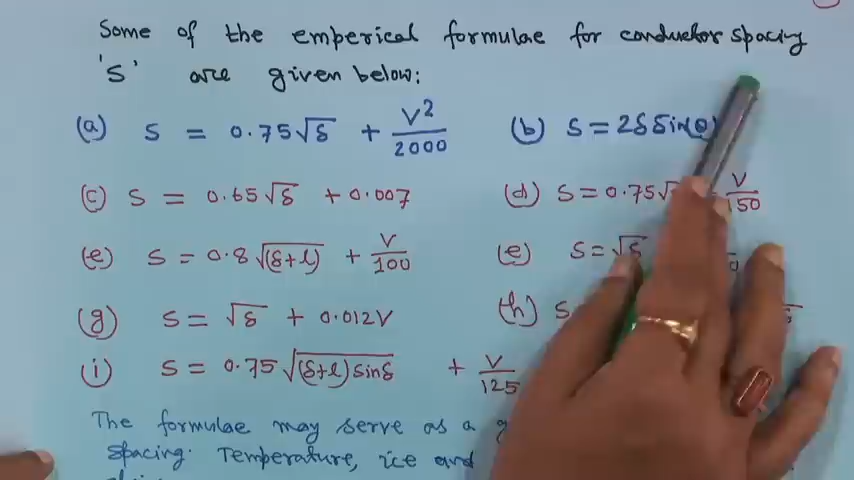 Some of the emperical formulae for conductor spacing
'S' are given below:
(a) S = 0.75√δ + V²/2000 (b) S = 2δ Sin(θ)
(c) S = 0.65√δ + 0.007 (d) S = 0.75√ V/150
(e) S = 0.8√(δ+l) + V/100 (e) S = √δ
(g) S = √δ + 0.012V (h) S
(i) S = 0.75√(δ+l)sinδ + V/125
The formulae may serve as a
spacing. Temperature, ice and